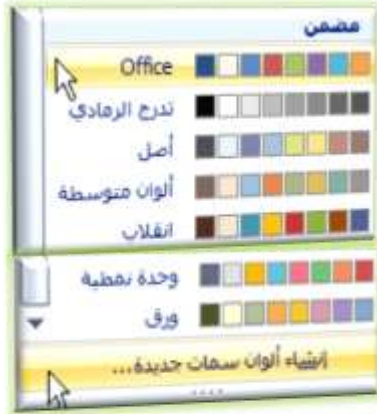 مضمن
Office
تدرج الرمادي
أصل
ألوان متوسطة
انقلاب
وحدة نمطية
ورق
إنشاء ألوان سمات جديدة...